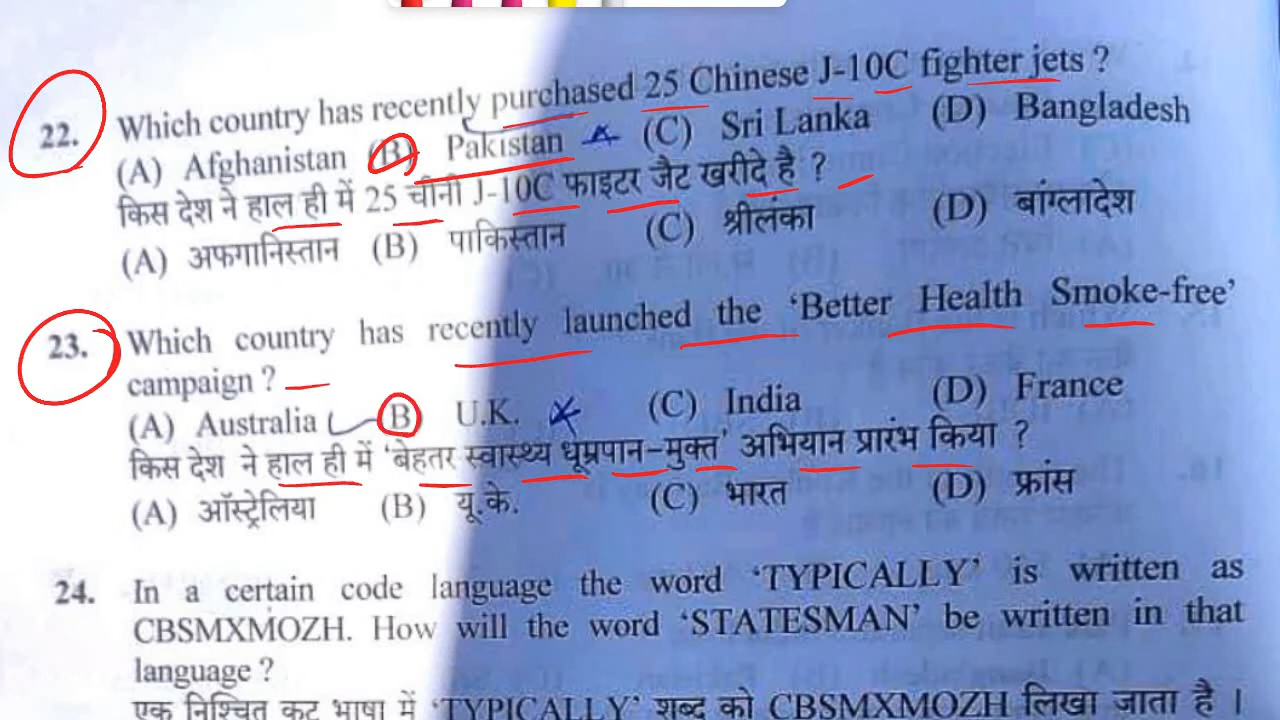 22. Which country has recently purchased 25 Chinese J-10C fighter jets ?
(A) Afghanistan (B) Pakistan (C) Sri Lanka (D) Bangladesh
किस देश ने हाल ही में 25 चीनी J-10C फाइटर जैट खरीदे है ?
(A) अफगानिस्तान (B) पाकिस्तान (C) श्रीलंका (D) बांग्लादेश
23. Which country has recently launched the ‘Better Health Smoke-free’
campaign ?
(A) Australia (B) U.K. (C) India (D) France
किस देश ने हाल ही में ‘बेहतर स्वास्थ्य धूम्रपान-मुक्त’ अभियान प्रारंभ किया ?
(A) ऑस्ट्रेलिया (B) यू.के. (C) भारत (D) फ्रांस
24. In a certain code language the word ‘TYPICALLY’ is written as
CBSMXMOZH. How will the word ‘STATESMAN’ be written in that
language ?
एक निश्चित कूट भाषा में ‘TYPICALLY’ शब्द को CBSMXMOZH लिखा जाता है ।